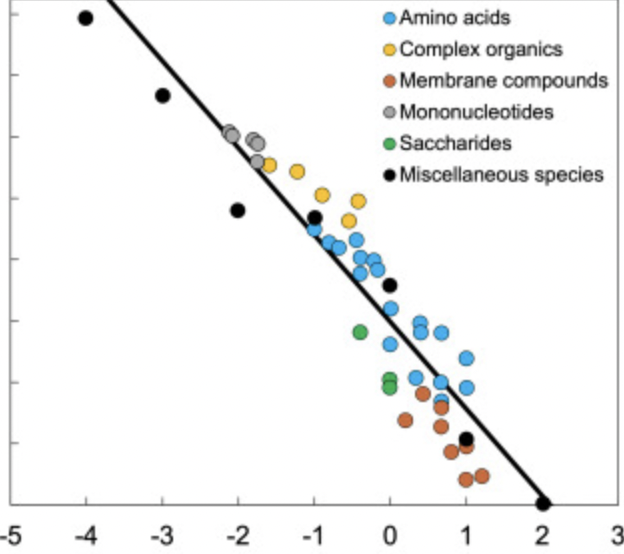 Amino acids
Complex organics
Membrane compounds
Mononucleotides
Saccharides
Miscellaneous species
-5 -4 -3 -2 -1 0 1 2 3